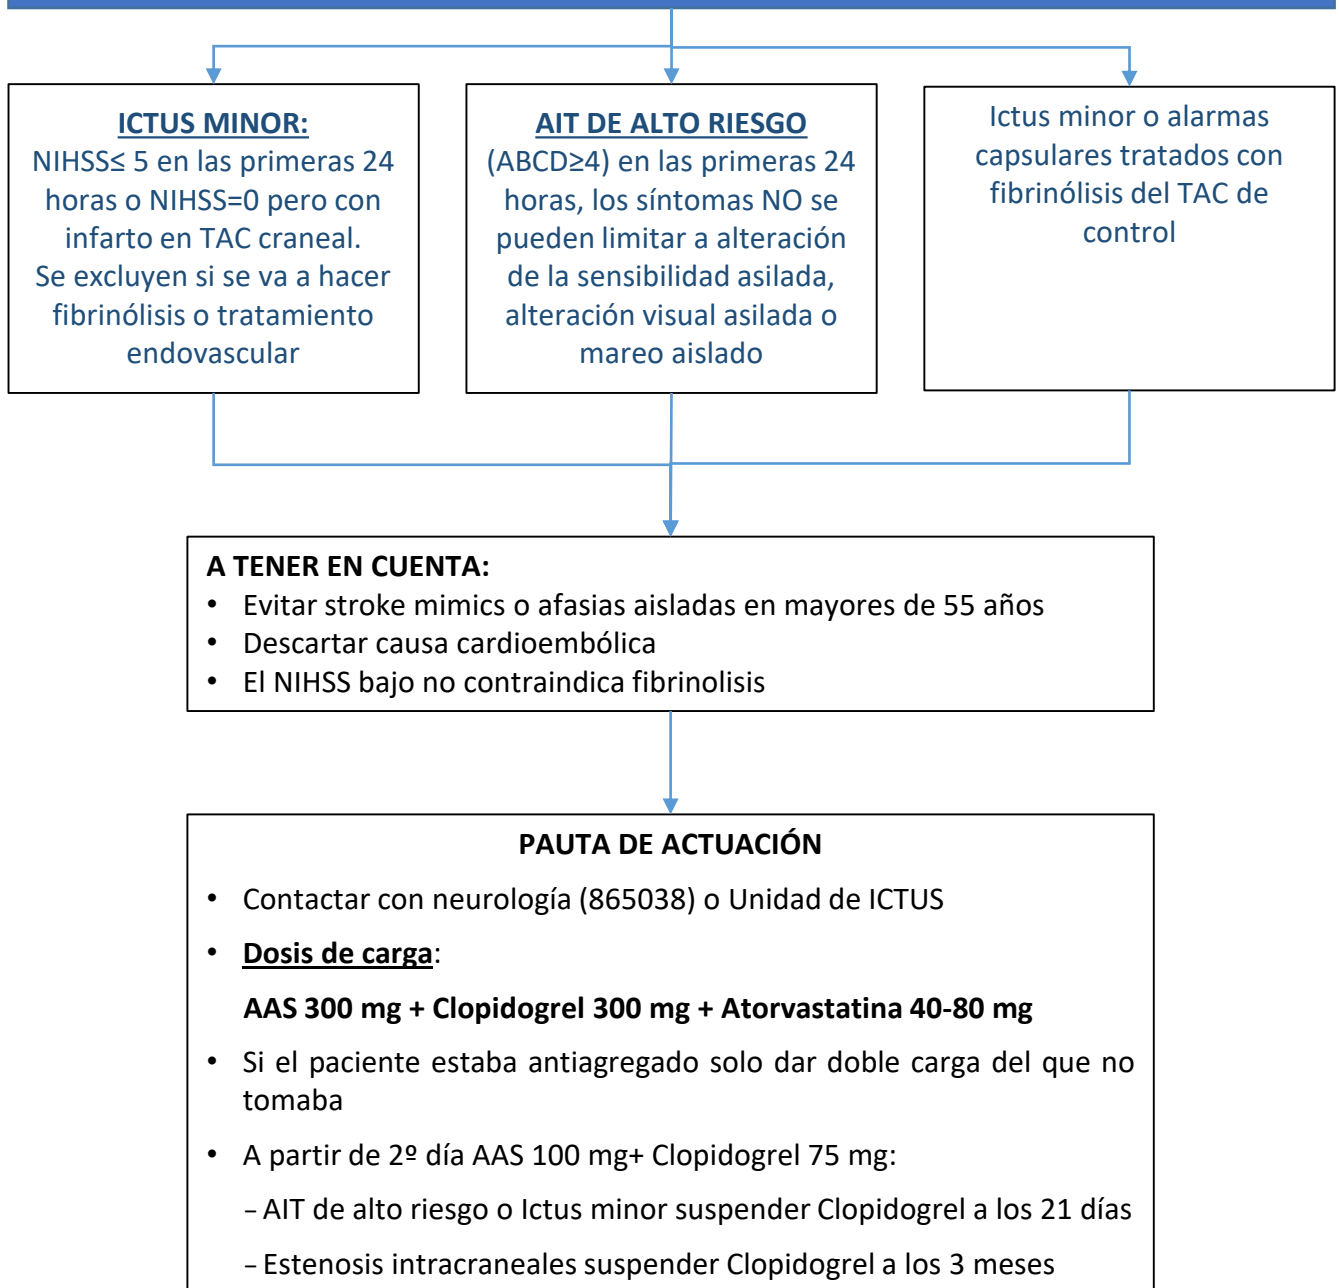 ICTUS MINOR:
NIHSS≤ 5 en las primeras 24
horas o NIHSS=0 pero con
infarto en TAC craneal.
Se excluyen si se va a hacer
fibrinólisis o tratamiento
endovascular
AIT DE ALTO RIESGO
(ABCD≥4) en las primeras 24
horas, los síntomas NO se
pueden limitar a alteración
de la sensibilidad asilada,
alteración visual asilada o
mareo aislado
Ictus minor o alarmas
capsulares tratados con
fibrinólisis del TAC de
control
A TENER EN CUENTA:
• Evitar stroke mimics o afasias aisladas en mayores de 55 años
• Descartar causa cardioembólica
• El NIHSS bajo no contraindica fibrinolisis
PAUTA DE ACTUACIÓN
• Contactar con neurología (865038) o Unidad de ICTUS
• Dosis de carga:
AAS 300 mg + Clopidogrel 300 mg + Atorvastatina 40-80 mg
• Si el paciente estaba antiagregado solo dar doble carga del que no
tomaba
• A partir de 2º día AAS 100 mg+ Clopidogrel 75 mg:
– AIT de alto riesgo o Ictus minor suspender Clopidogrel a los 21 días
– Estenosis intracraneales suspender Clopidogrel a los 3 meses